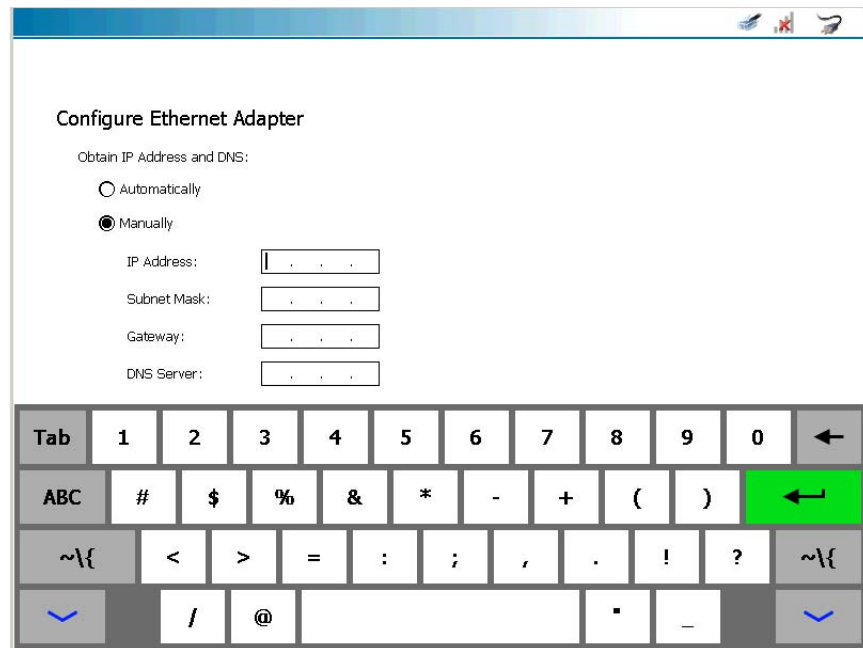 Configure Ethernet Adapter
Obtain IP Address and DNS:
Automatically
Manually
IP Address: . . .
Subnet Mask: . . .
Gateway: . . .
DNS Server: . . .
Tab 1 2 3 4 5 6 7 8 9 0 ←
ABC # $ % & * - + ( ) ↵
~\{ < > = : ; , . ! ? ~\{
/ @ " _